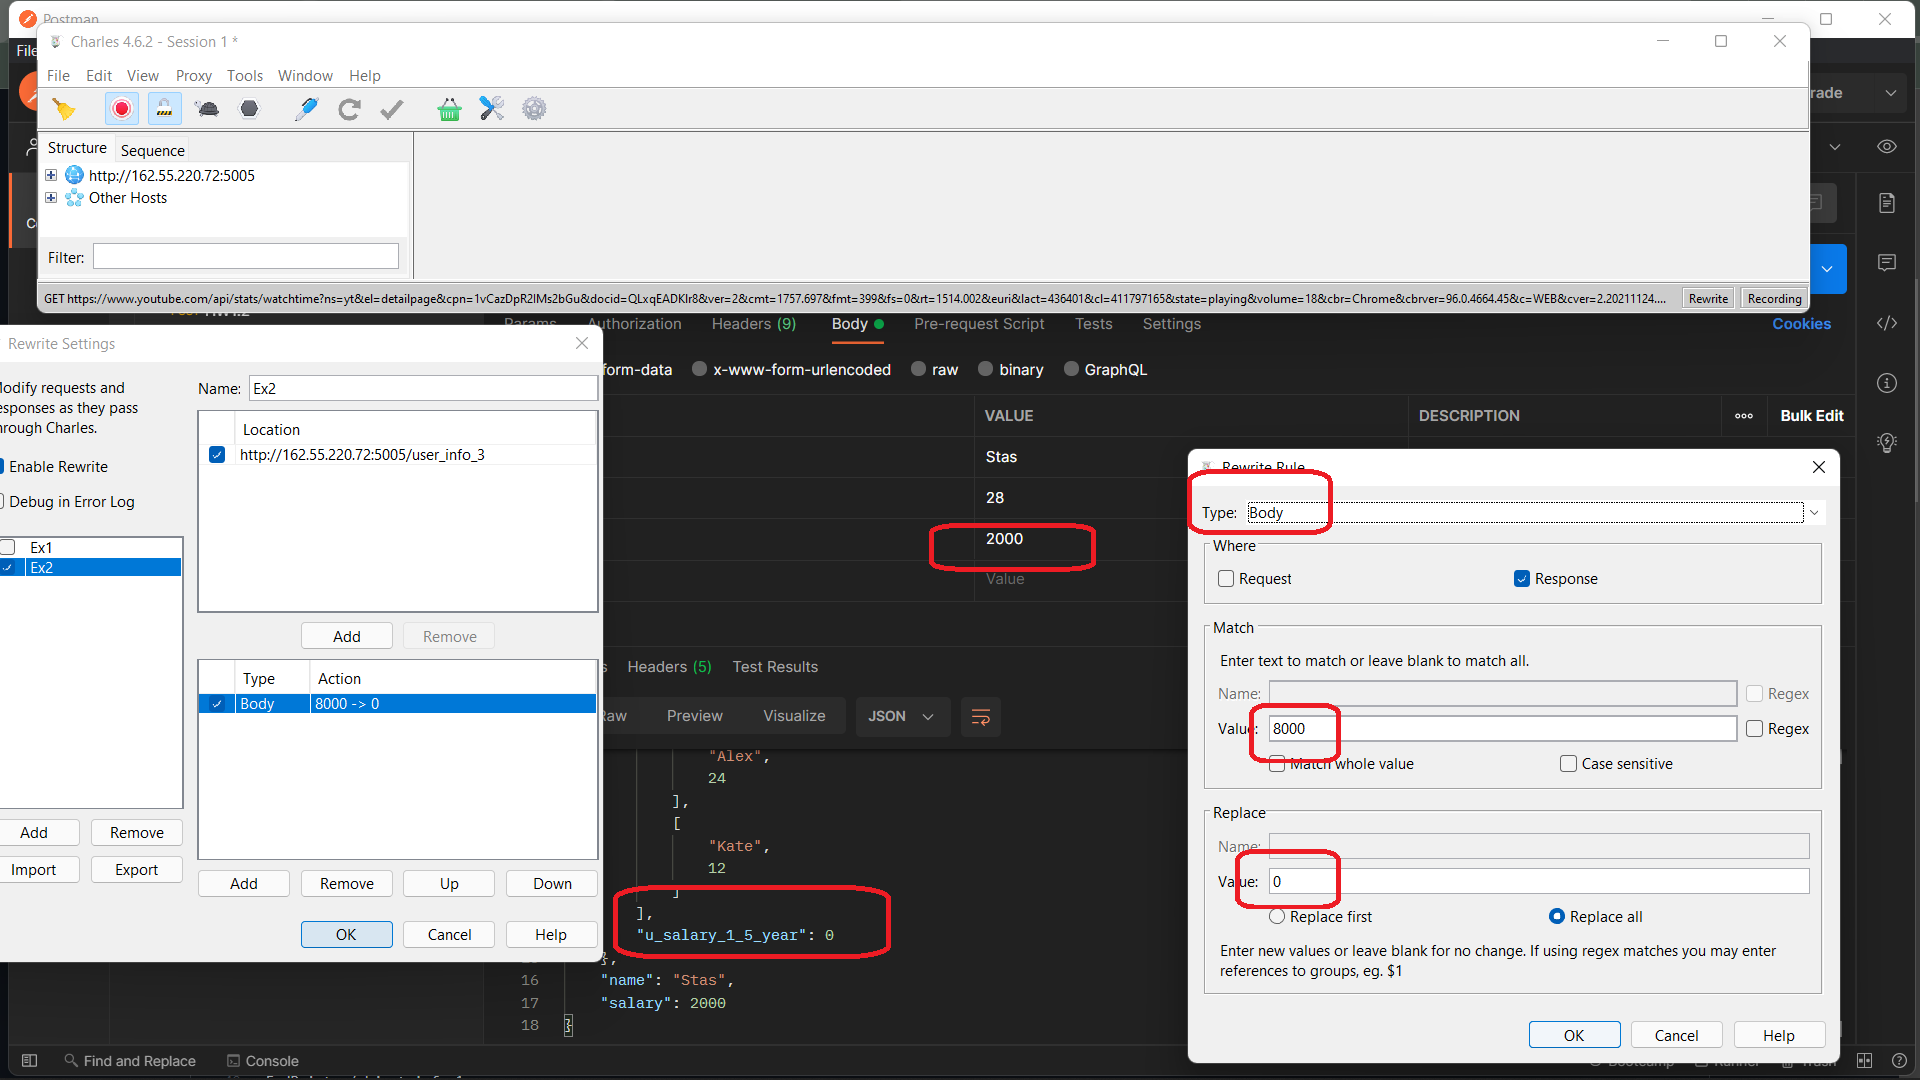 Postman
File
Charles 4.6.2 - Session 1 *
File Edit View Proxy Tools Window Help
Structure Sequence
http://162.55.220.72:5005
Other Hosts
Filter:
GET https://www.youtube.com/api/stats/watchtime?ns=yt&el=detailpage&cpn=1vCazDpR2lMs2bGu&docid=QLxqEADKlr8&ver=2&cmt=1757.697&fmt=399&fs=0&rt=1514.002&euri&lact=436401&cl=411797165&state=playing&volume=18&cbr=Chrome&cbrver=96.0.4664.45&c=WEB&cver=2.20211124....
Rewrite Recording
rade
Params Authorization Headers (9) Body Pre-request Script Tests Settings Cookies
form-data x-www-form-urlencoded raw binary GraphQL
VALUE DESCRIPTION ooo Bulk Edit
Stas
28
2000
Value
Rewrite Settings
Modify requests and
responses as they pass
through Charles.
Enable Rewrite
Debug in Error Log
Ex1
Ex2
Add Remove
Import Export
Name: Ex2
Location
http://162.55.220.72:5005/user_info_3
Add Remove
Type Action
Body 8000 -> 0
Add Remove Up Down
OK Cancel Help
Headers (5) Test Results
Raw Preview Visualize JSON
"Alex",
24
],
[
"Kate",
12
]
],
"u_salary_1_5_year": 0
},
16 "name": "Stas",
17 "salary": 2000
18 }
Rewrite Rule
Type: Body
Where
Request Response
Match
Enter text to match or leave blank to match all.
Name: Regex
Value: 8000 Regex
Match whole value Case sensitive
Replace
Name:
Value: 0
Replace first Replace all
Enter new values or leave blank for no change. If using regex matches you may enter
references to groups, eg. $1
OK Cancel Help
Find and Replace Console
Bootcamp Runner Trash